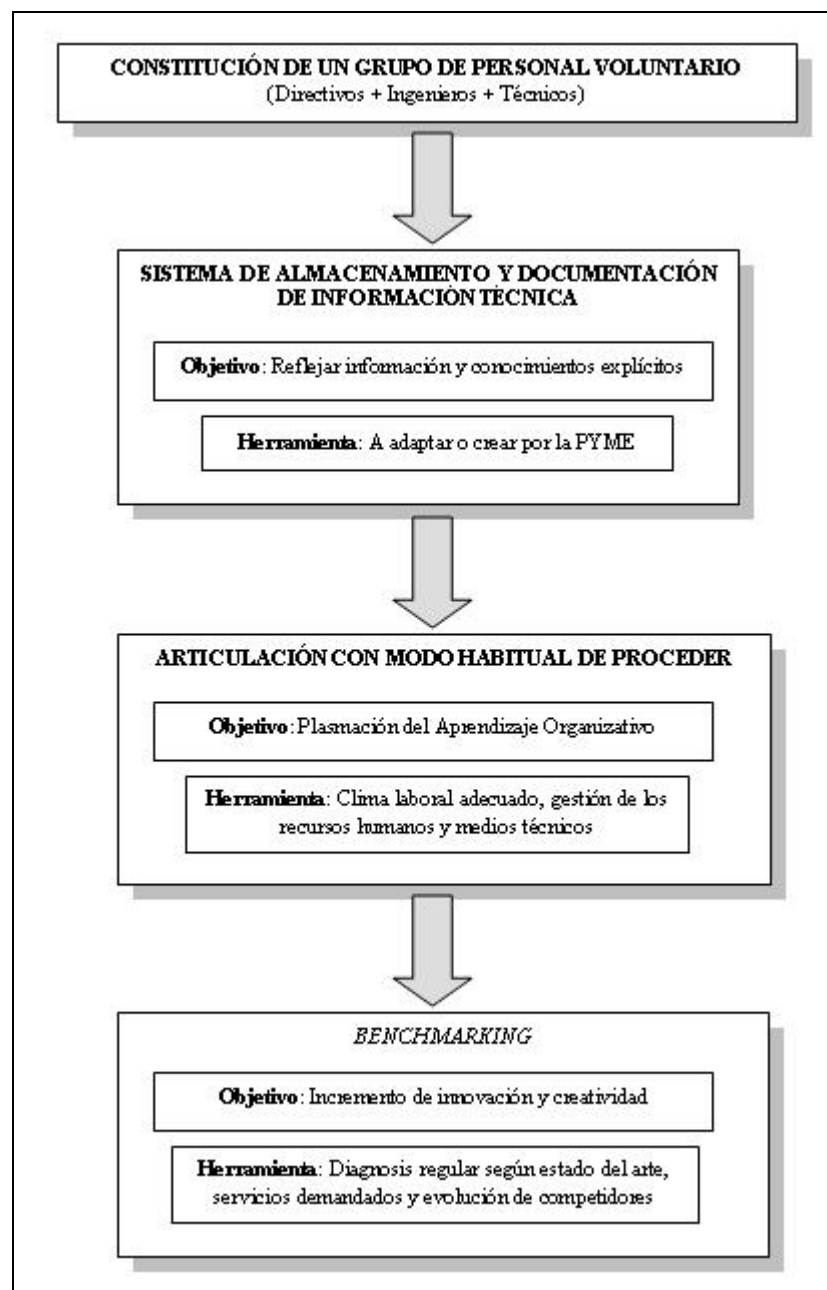 CONSTITUCIÓN DE UN GRUPO DE PERSONAL VOLUNTARIO
(Directivos + Ingenieros + Técnicos)
SISTEMA DE ALMACENAMIENTO Y DOCUMENTACIÓN
DE INFORMACIÓN TÉCNICA
Objetivo: Reflejar información y conocimientos explícitos
Herramienta: A adaptar o crear por la PYME
ARTICULACIÓN CON MODO HABITUAL DE PROCEDER
Objetivo: Plasmación del Aprendizaje Organizativo
Herramienta: Clima laboral adecuado, gestión de los
recursos humanos y medios técnicos
BENCHMARKING
Objetivo: Incremento de innovación y creatividad
Herramienta: Diagnosis regular según estado del arte,
servicios demandados y evolución de competidores